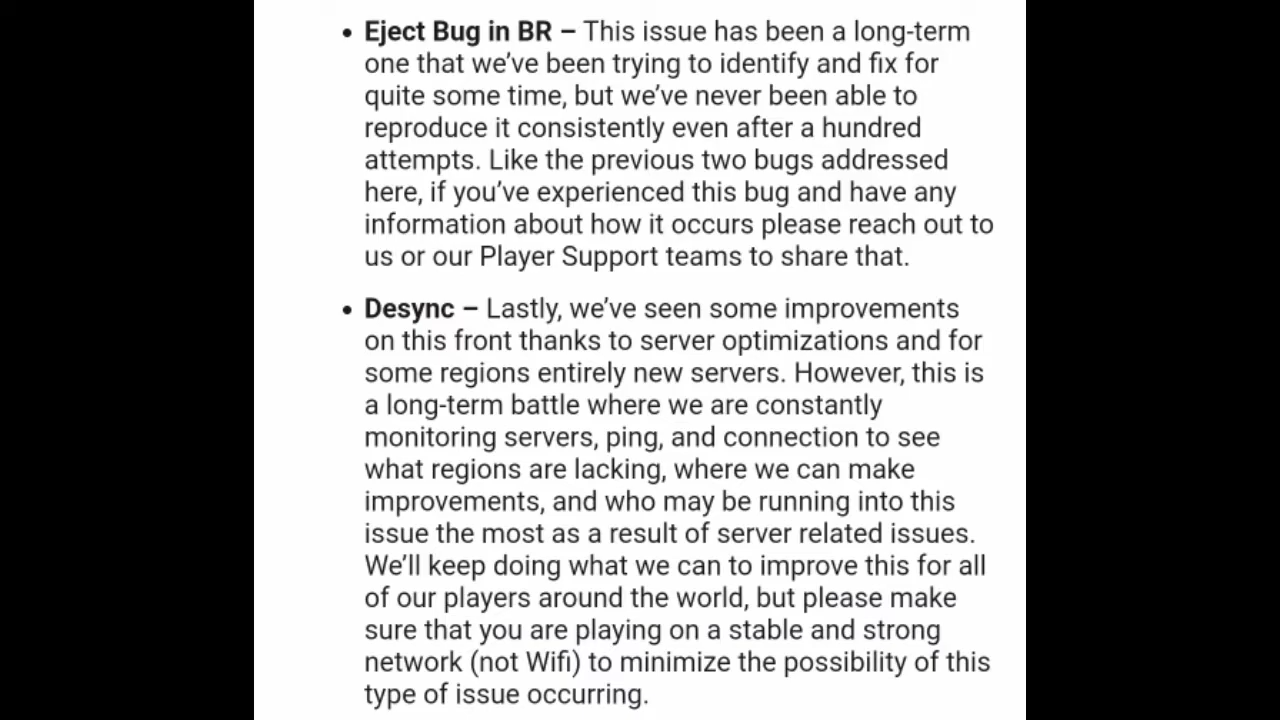 • Eject Bug in BR – This issue has been a long-term
one that we’ve been trying to identify and fix for
quite some time, but we’ve never been able to
reproduce it consistently even after a hundred
attempts. Like the previous two bugs addressed
here, if you’ve experienced this bug and have any
information about how it occurs please reach out to
us or our Player Support teams to share that.
• Desync – Lastly, we’ve seen some improvements
on this front thanks to server optimizations and for
some regions entirely new servers. However, this is
a long-term battle where we are constantly
monitoring servers, ping, and connection to see
what regions are lacking, where we can make
improvements, and who may be running into this
issue the most as a result of server related issues.
We’ll keep doing what we can to improve this for all
of our players around the world, but please make
sure that you are playing on a stable and strong
network (not Wifi) to minimize the possibility of this
type of issue occurring.